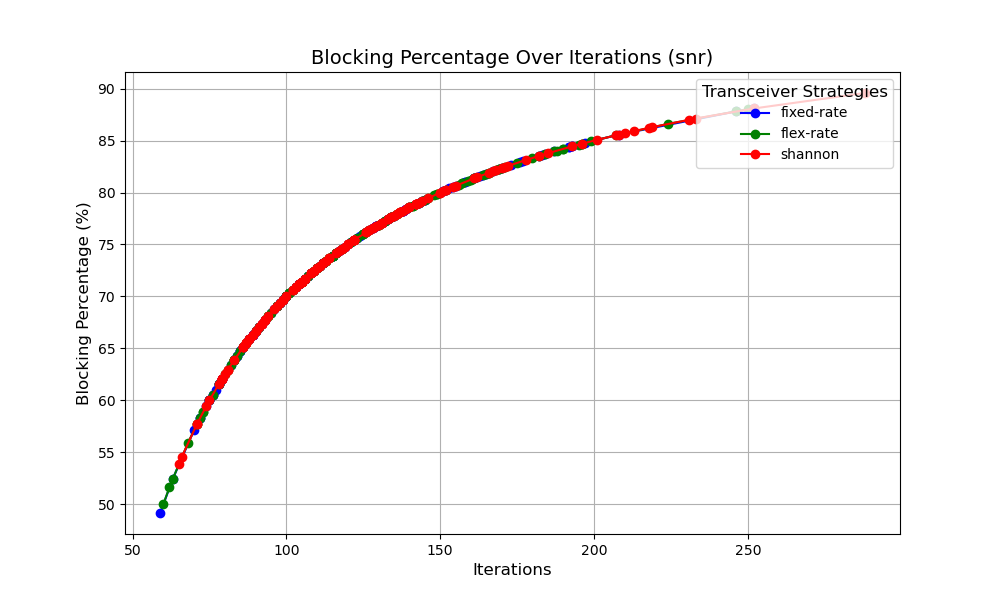 Blocking Percentage Over Iterations (snr)
Transceiver Strategies
fixed-rate
flex-rate
shannon
Blocking Percentage (%)
90
85
80
75
70
65
60
55
50
50 100 150 200 250
Iterations